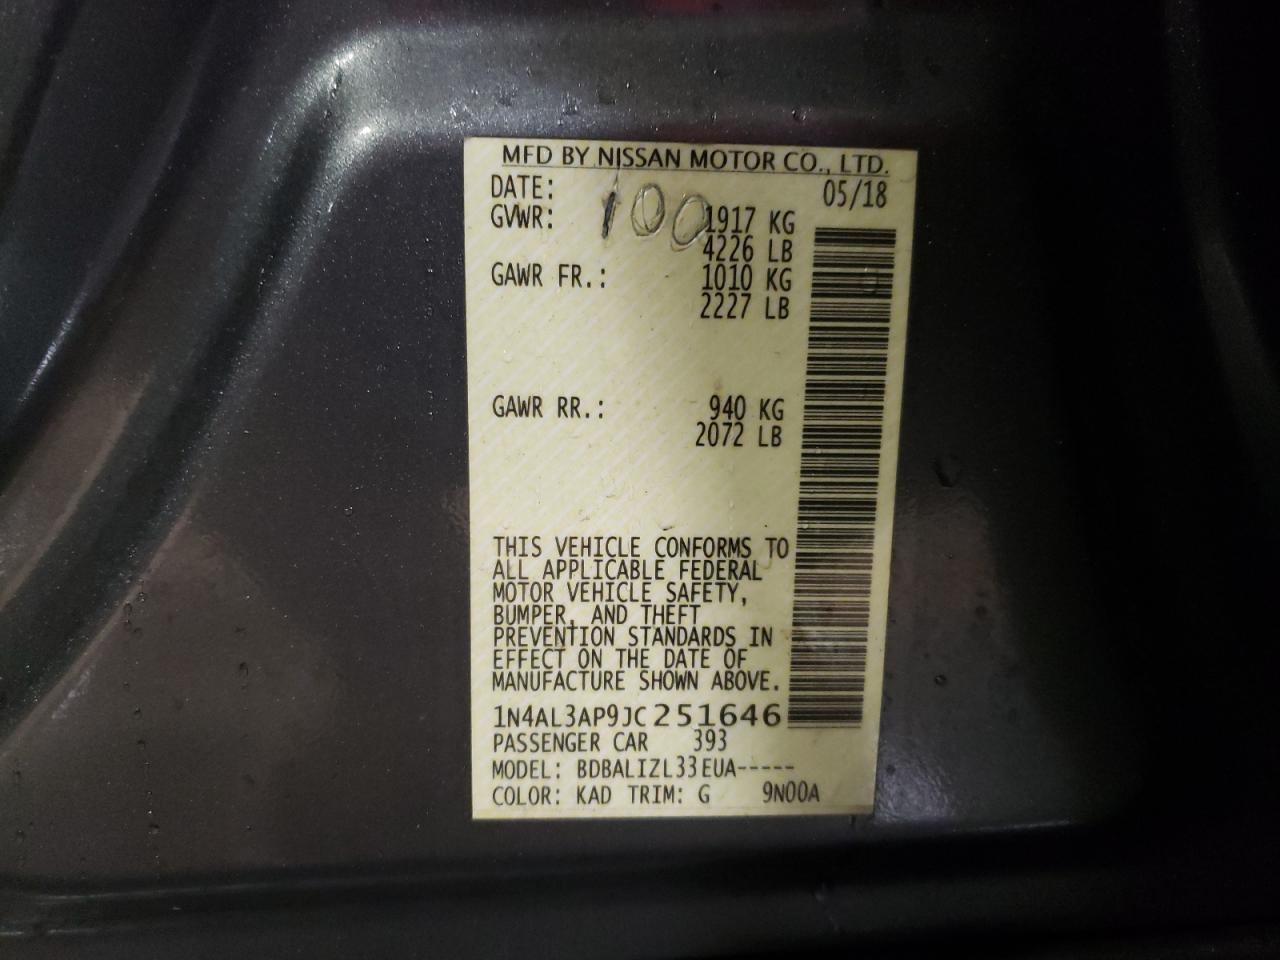 MFD BY NISSAN MOTOR CO., LTD.
DATE: 05/18
GVWR: 100 1917 KG
4226 LB
GAWR FR.: 1010 KG
2227 LB
GAWR RR.: 940 KG
2072 LB
THIS VEHICLE CONFORMS TO
ALL APPLICABLE FEDERAL
MOTOR VEHICLE SAFETY,
BUMPER, AND THEFT
PREVENTION STANDARDS IN
EFFECT ON THE DATE OF
MANUFACTURE SHOWN ABOVE.
1N4AL3AP9JC251646
PASSENGER CAR 393
MODEL: BDBALIZL33EUA-----
COLOR: KAD TRIM: G 9N00A